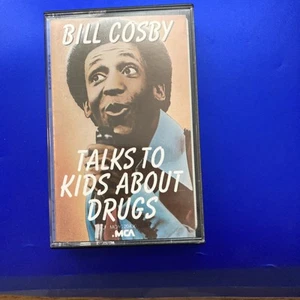 BILL COSBY
TALKS TO
KIDS ABOUT
DRUGS
MCA